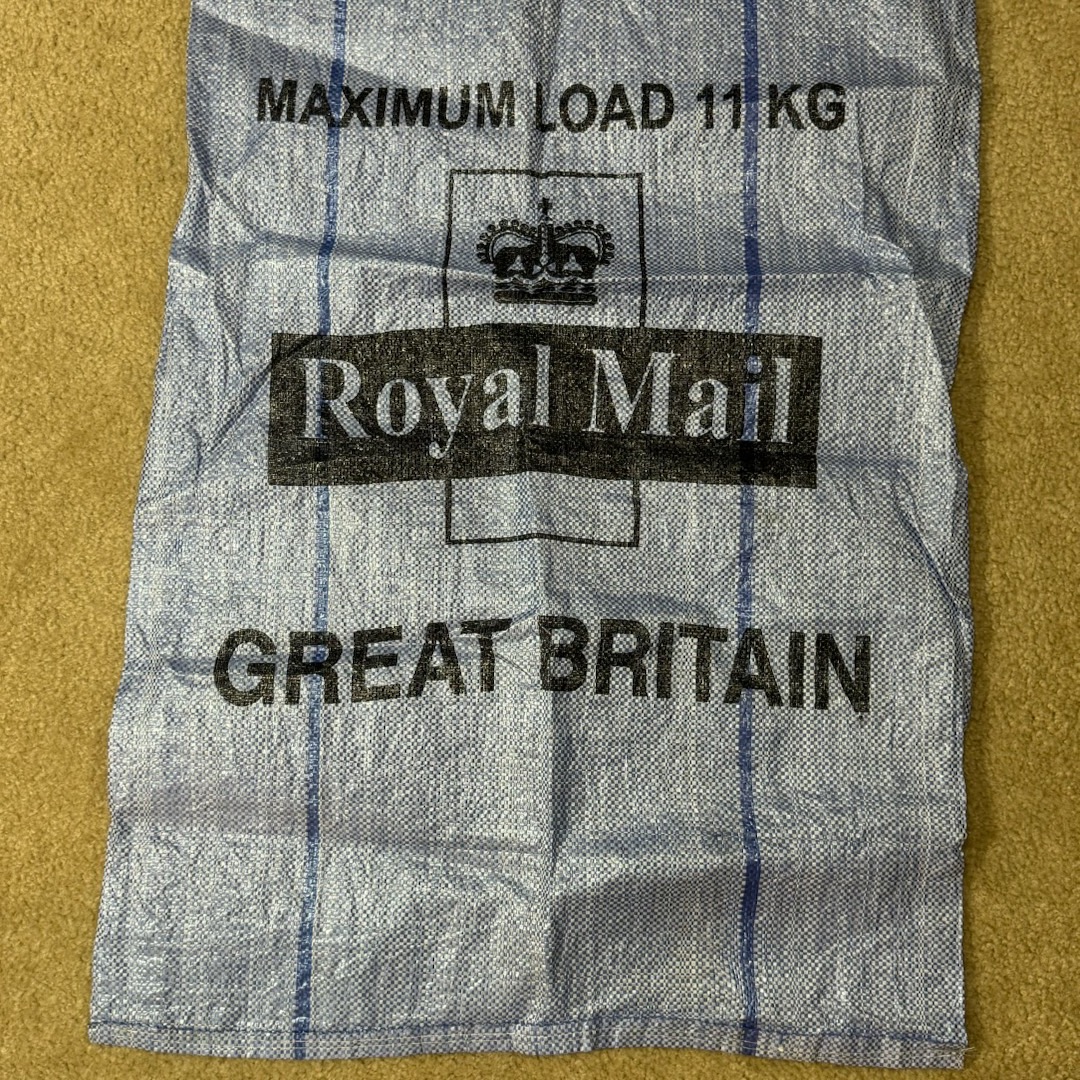 MAXIMUM LOAD 11 KG
Royal Mail
GREAT BRITAIN